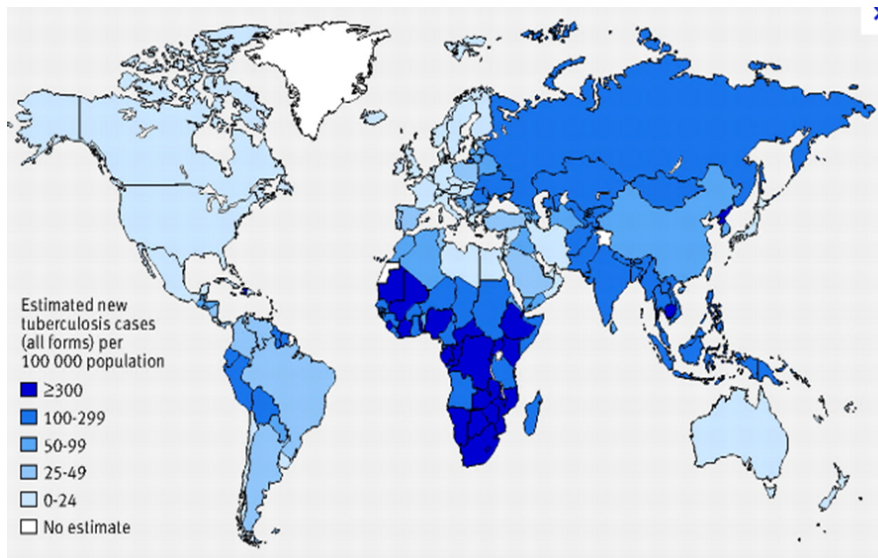 Estimated new
tuberculosis cases
(all forms) per
100 000 population
≥300
100-299
50-99
25-49
0-24
No estimate